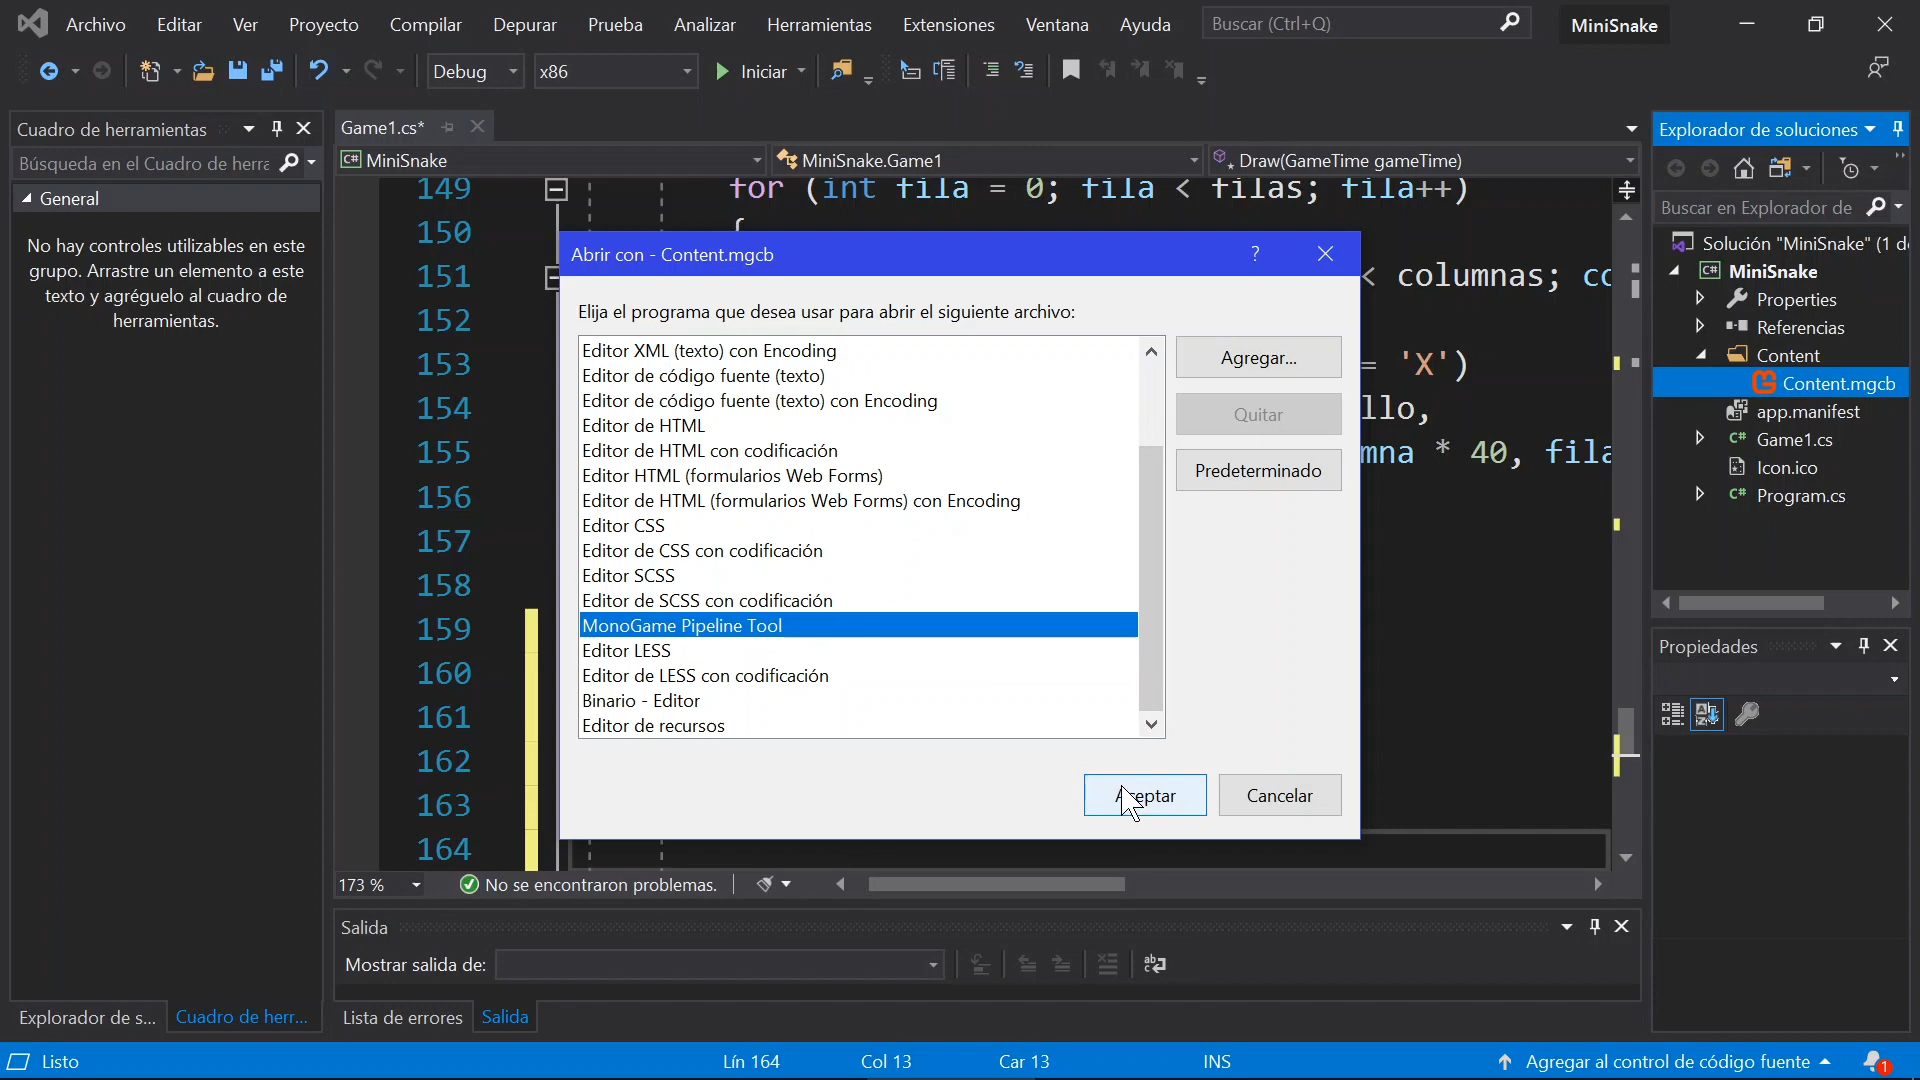 Archivo Editar Ver Proyecto Compilar Depurar Prueba Analizar Herramientas Extensiones Ventana Ayuda Buscar (Ctrl+Q) MiniSnake
Debug x86 Iniciar
Cuadro de herramientas
Búsqueda en el Cuadro de herra
General
No hay controles utilizables en este
grupo. Arrastre un elemento a este
texto y agréguelo al cuadro de
herramientas.
Game1.cs*
C# MiniSnake MiniSnake.Game1 Draw(GameTime gameTime)
149 for (int fila = 0; fila < filas; fila++)
150 {
151 < columnas; co
152
153 = 'X')
154 llo,
155 mna * 40, fila
156
157
158
159
160
161
162
163
164
Abrir con - Content.mgcb ?
Elija el programa que desea usar para abrir el siguiente archivo:
Editor XML (texto) con Encoding
Editor de código fuente (texto)
Editor de código fuente (texto) con Encoding
Editor de HTML
Editor de HTML con codificación
Editor HTML (formularios Web Forms)
Editor de HTML (formularios Web Forms) con Encoding
Editor CSS
Editor de CSS con codificación
Editor SCSS
Editor de SCSS con codificación
MonoGame Pipeline Tool
Editor LESS
Editor de LESS con codificación
Binario - Editor
Editor de recursos
Agregar...
Quitar
Predeterminado
Aceptar Cancelar
173 % No se encontraron problemas.
Salida
Mostrar salida de:
Explorador de s... Cuadro de herr... Lista de errores Salida
Explorador de soluciones
Buscar en Explorador de
Solución "MiniSnake" (1 de
C# MiniSnake
Properties
Referencias
Content
Content.mgcb
app.manifest
C# Game1.cs
Icon.ico
C# Program.cs
Propiedades
Listo Lín 164 Col 13 Car 13 INS Agregar al control de código fuente 1